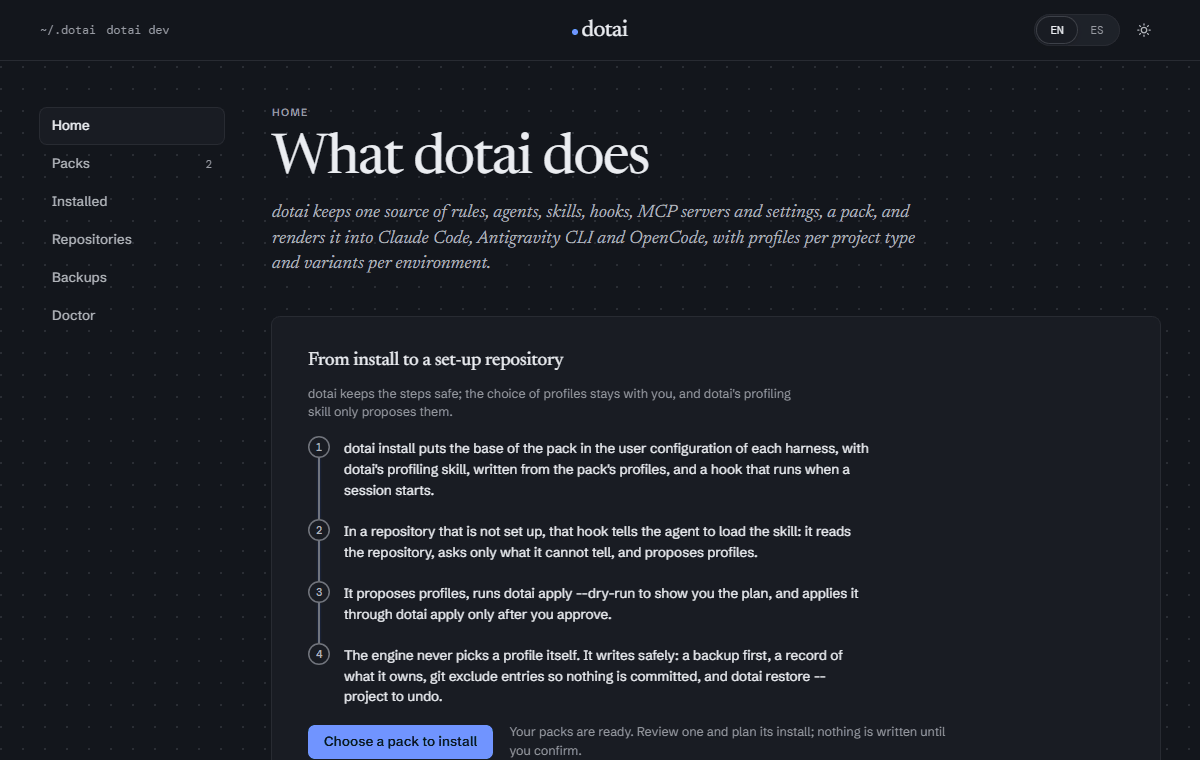 ~/.dotai dotai dev
dotai
EN ES
Home
Packs 2
Installed
Repositories
Backups
Doctor
HOME
What dotai does
dotai keeps one source of rules, agents, skills, hooks, MCP servers and settings, a pack, and
renders it into Claude Code, Antigravity CLI and OpenCode, with profiles per project type
and variants per environment.
From install to a set-up repository
dotai keeps the steps safe; the choice of profiles stays with you, and dotai's profiling
skill only proposes them.
1 dotai install puts the base of the pack in the user configuration of each harness, with
dotai's profiling skill, written from the pack's profiles, and a hook that runs when a
session starts.
2 In a repository that is not set up, that hook tells the agent to load the skill: it reads
the repository, asks only what it cannot tell, and proposes profiles.
3 It proposes profiles, runs dotai apply --dry-run to show you the plan, and applies it
through dotai apply only after you approve.
4 The engine never picks a profile itself. It writes safely: a backup first, a record of
what it owns, git exclude entries so nothing is committed, and dotai restore --
project to undo.
Choose a pack to install
Your packs are ready. Review one and plan its install; nothing is written until
you confirm.